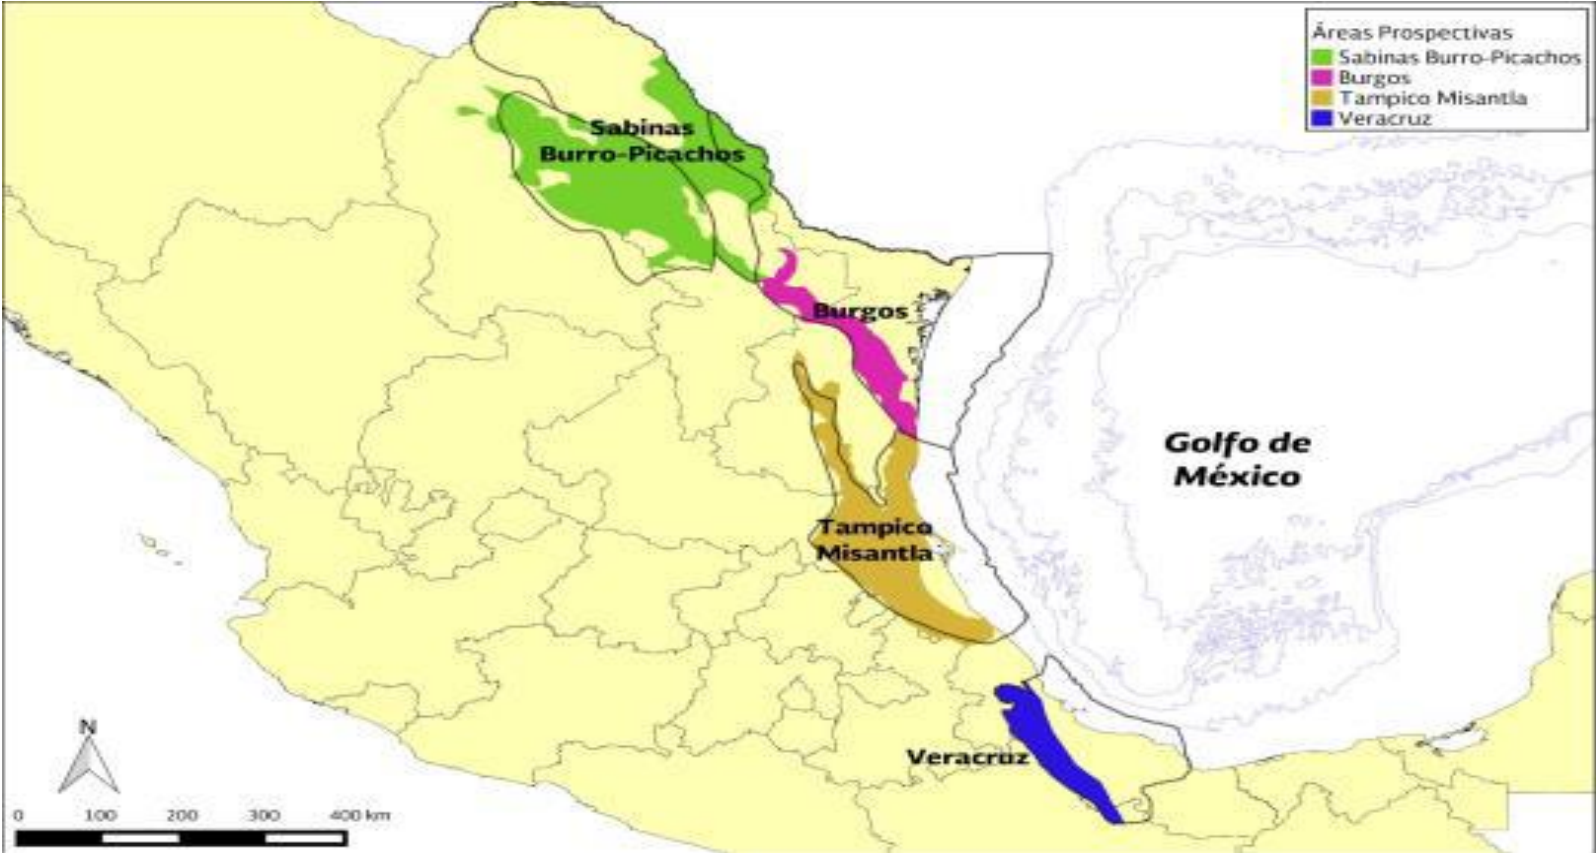 Áreas Prospectivas
Sabinas Burro-Picachos
Burgos
Tampico Misantla
Veracruz
Sabinas
Burro-Picachos
Burgos
Golfo de
México
Tampico
Misantla
Veracruz
N
0 100 200 300 400 km